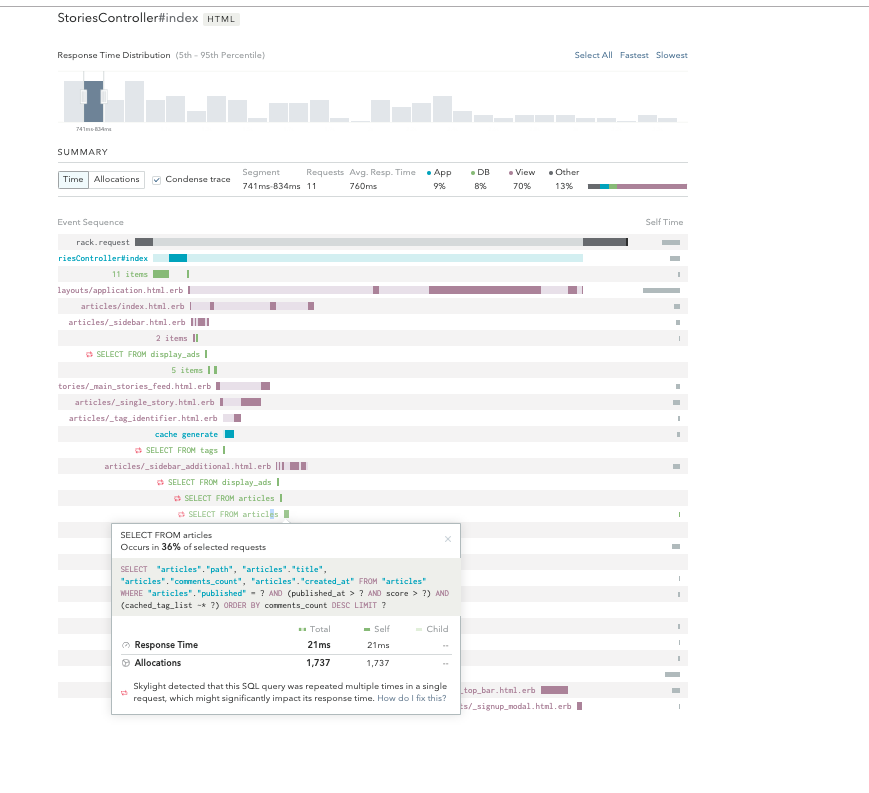 StoriesController#index HTML
Response Time Distribution (5th – 95th Percentile) Select All Fastest Slowest
741ms-834ms
SUMMARY
Time Allocations Condense trace
Segment Requests Avg. Resp. Time App DB View Other
741ms-834ms 11 760ms 9% 8% 70% 13%
Event Sequence Self Time
rack.request
riesController#index
11 items
layouts/application.html.erb
articles/index.html.erb
articles/_sidebar.html.erb
2 items
SELECT FROM display_ads
5 items
tories/_main_stories_feed.html.erb
articles/_single_story.html.erb
articles/_tag_identifier.html.erb
cache generate
SELECT FROM tags
articles/_sidebar_additional.html.erb
SELECT FROM display_ads
SELECT FROM articles
SELECT FROM articles
SELECT FROM articles
Occurs in 36% of selected requests
SELECT "articles"."path", "articles"."title",
"articles"."comments_count", "articles"."created_at" FROM "articles"
WHERE "articles"."published" = ? AND (published_at > ? AND score > ?) AND
(cached_tag_list ~* ?) ORDER BY comments_count DESC LIMIT ?
Total Self Child
Response Time 21ms 21ms --
Allocations 1,737 1,737 --
Skylight detected that this SQL query was repeated multiple times in a single
request, which might significantly impact its response time. How do I fix this?
_top_bar.html.erb
ts/_signup_modal.html.erb